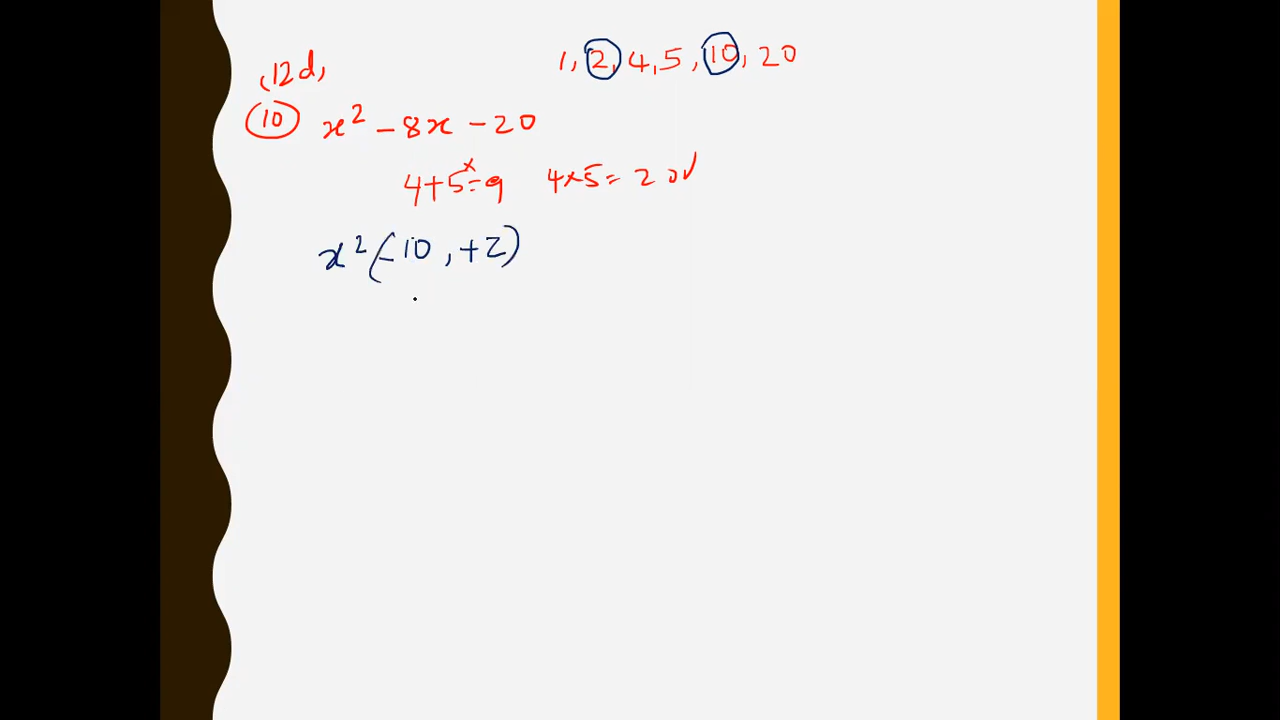 1, 2, 4, 5, 10, 20
(12d,
10 x² - 8x - 20
4+5=9 × 4×5=20✓
x²(-10, +2)